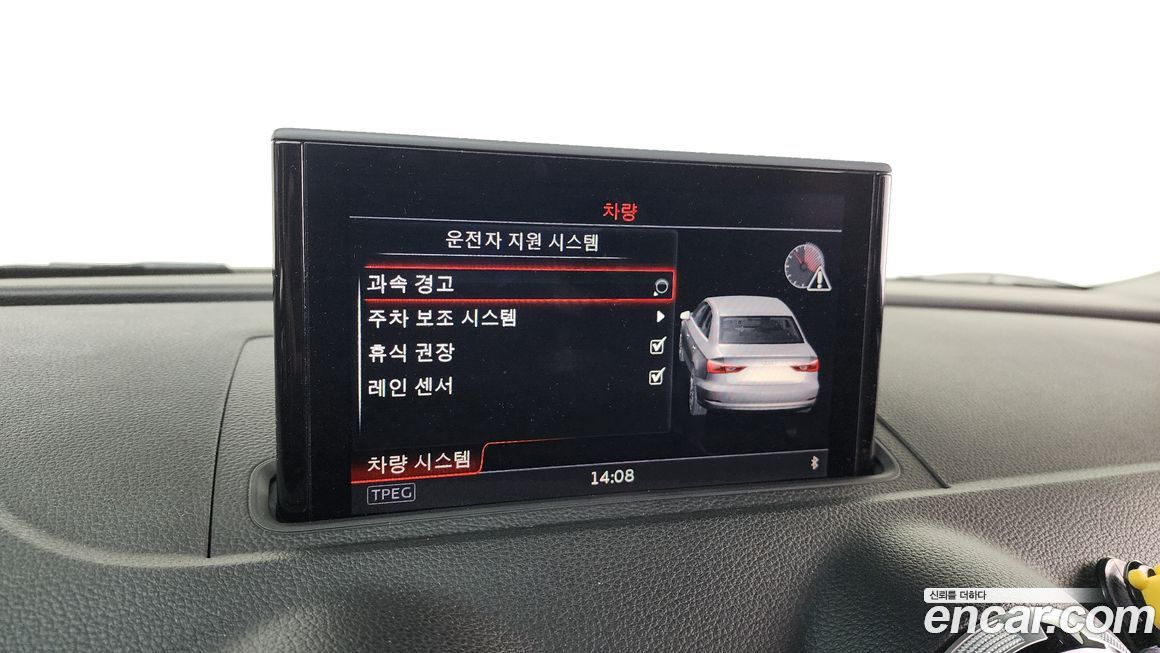 차량
운전자 지원 시스템
과속 경고
주차 보조 시스템
휴식 권장
레인 센서
차량 시스템
14:08
TPEG
신뢰를 더하다
encar.com